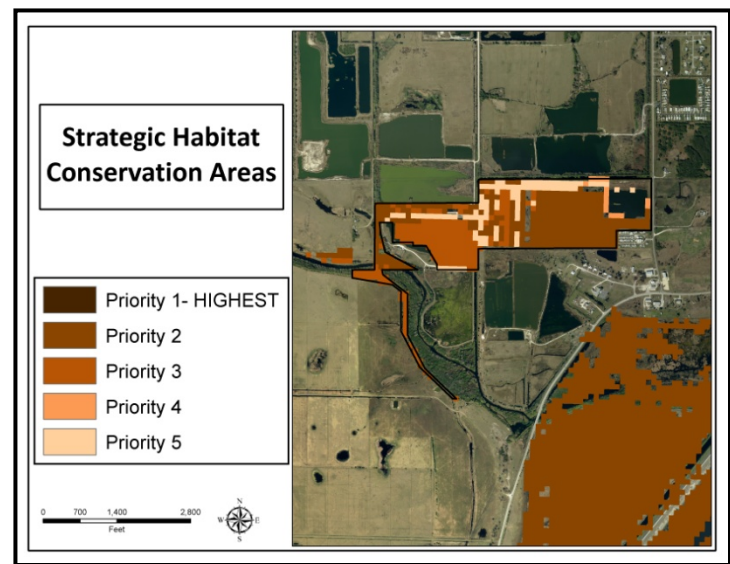 Strategic Habitat
Conservation Areas
Priority 1- HIGHEST
Priority 2
Priority 3
Priority 4
Priority 5
0 700 1,400 2,800
Feet
N
W E
S